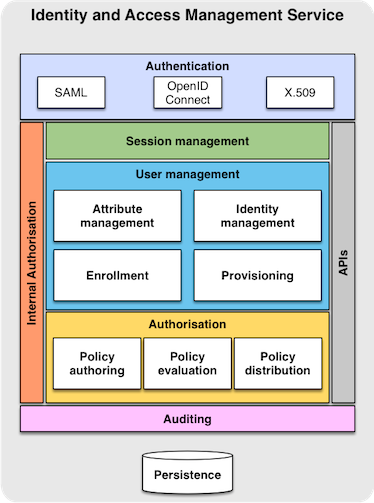 Identity and Access Management Service
Authentication
SAML
OpenID
Connect
X.509
Internal Authorisation
Session management
User management
Attribute
management
Identity
management
Enrollment
Provisioning
Authorisation
Policy
authoring
Policy
evaluation
Policy
distribution
APIs
Auditing
Persistence